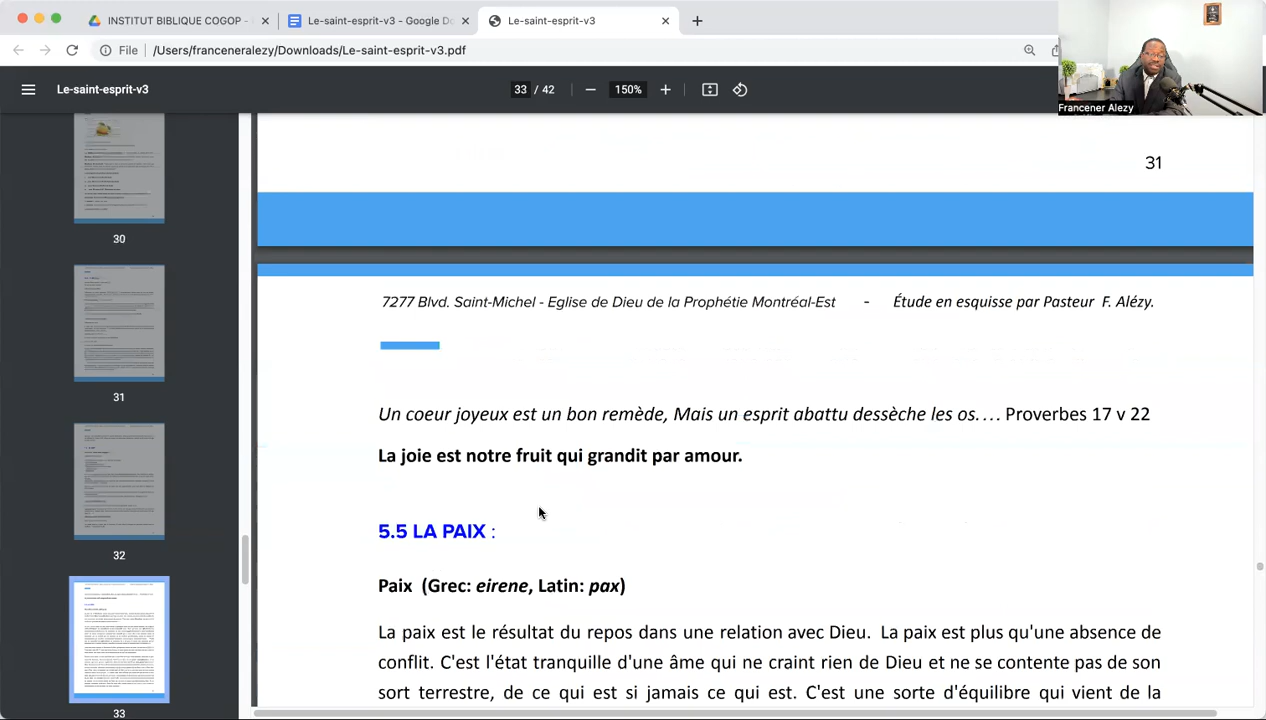 INSTITUT BIBLIQUE COGOP -
Le-saint-esprit-v3 - Google Do
Le-saint-esprit-v3
File
/Users/franceneralezy/Downloads/Le-saint-esprit-v3.pdf
Le-saint-esprit-v3
33 / 42
150%
Francener Alezy
30
31
32
33
31
7277 Blvd. Saint-Michel - Eglise de Dieu de la Prophétie Montréal-Est - Étude en esquisse par Pasteur F. Alézy.
Un coeur joyeux est un bon remède, Mais un esprit abattu dessèche les os.... Proverbes 17 v 22
La joie est notre fruit qui grandit par amour.
5.5 LA PAIX :
Paix (Grec: eirene, Latin: pax)
La paix est le résultat du repos dans une relation avec Dieu. La paix est plus qu'une absence de
conflit. C'est l'état tranquille d'une âme qui ne craint rien de Dieu et ne se contente pas de son
sort terrestre, de ce qui est si jamais ce qui est. C'est une sorte d'équilibre qui vient de la